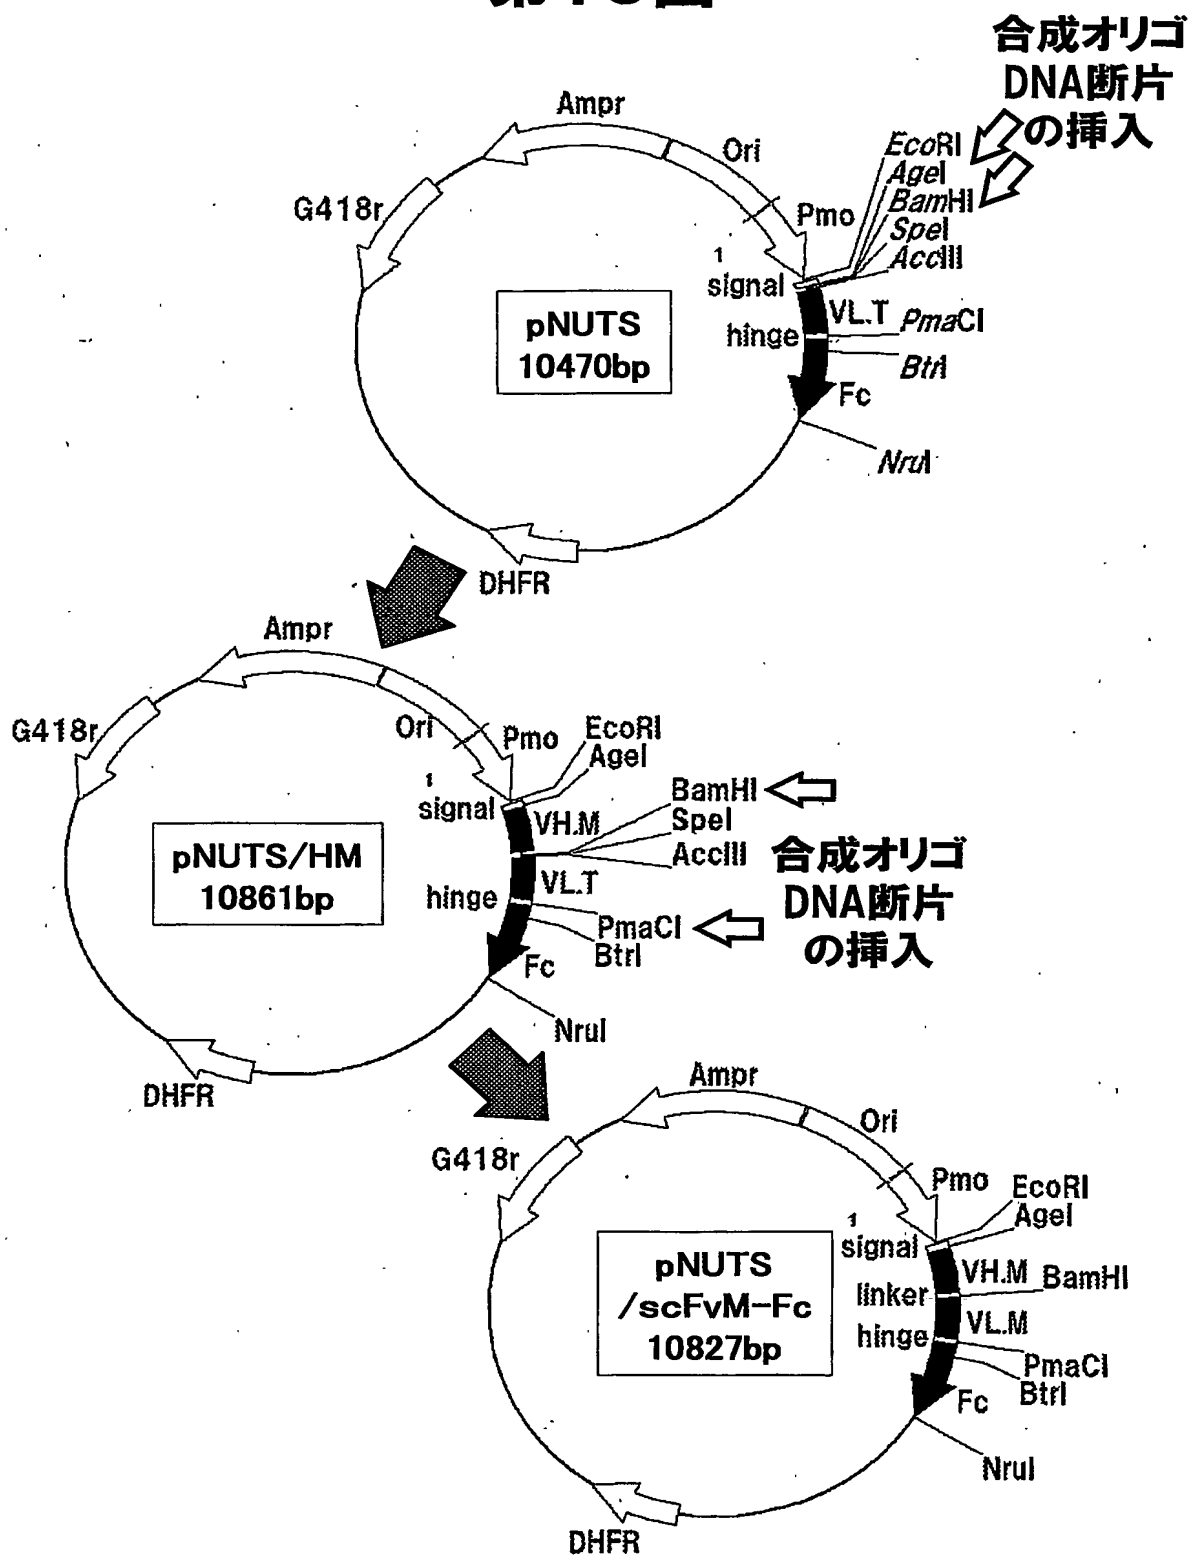 合成オリゴ
DNA断片
の挿入
Ampr
Ori
EcoRI
AgeI
BamHI
SpeI
AccIII
G418r
Pmo
1
signal
VL.T
PmaCI
hinge
BtrI
pNUTS
10470bp
Fc
NruI
DHFR
Ampr
G418r
Ori
Pmo
EcoRI
AgeI
1
signal
BamHI
VH.M
SpeI
AccIII
合成オリゴ
DNA断片
の挿入
pNUTS/HM
10861bp
VL.T
hinge
PmaCI
BtrI
Fc
NruI
DHFR
Ampr
Ori
G418r
Pmo
EcoRI
AgeI
1
signal
VH.M
BamHI
linker
VL.M
hinge
pNUTS
/scFvM-Fc
10827bp
PmaCI
BtrI
Fc
NruI
DHFR